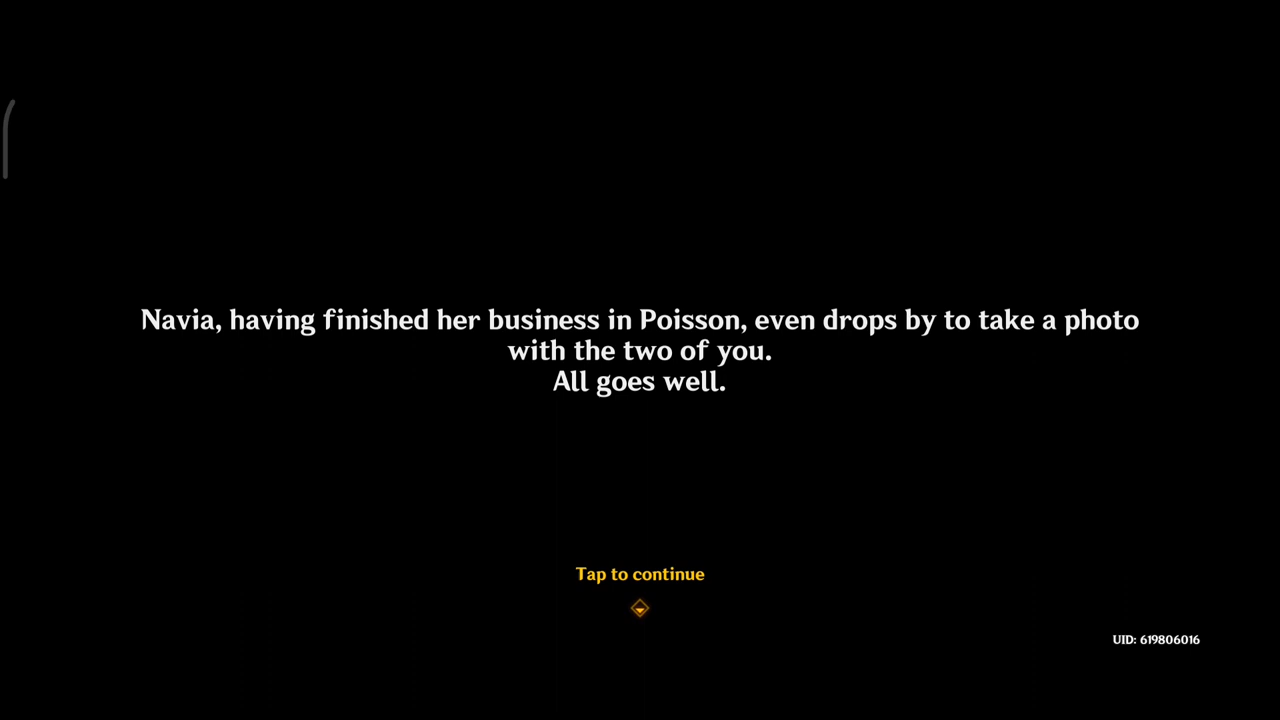 Navia, having finished her business in Poisson, even drops by to take a photo
with the two of you.
All goes well.
Tap to continue
UID: 619806016